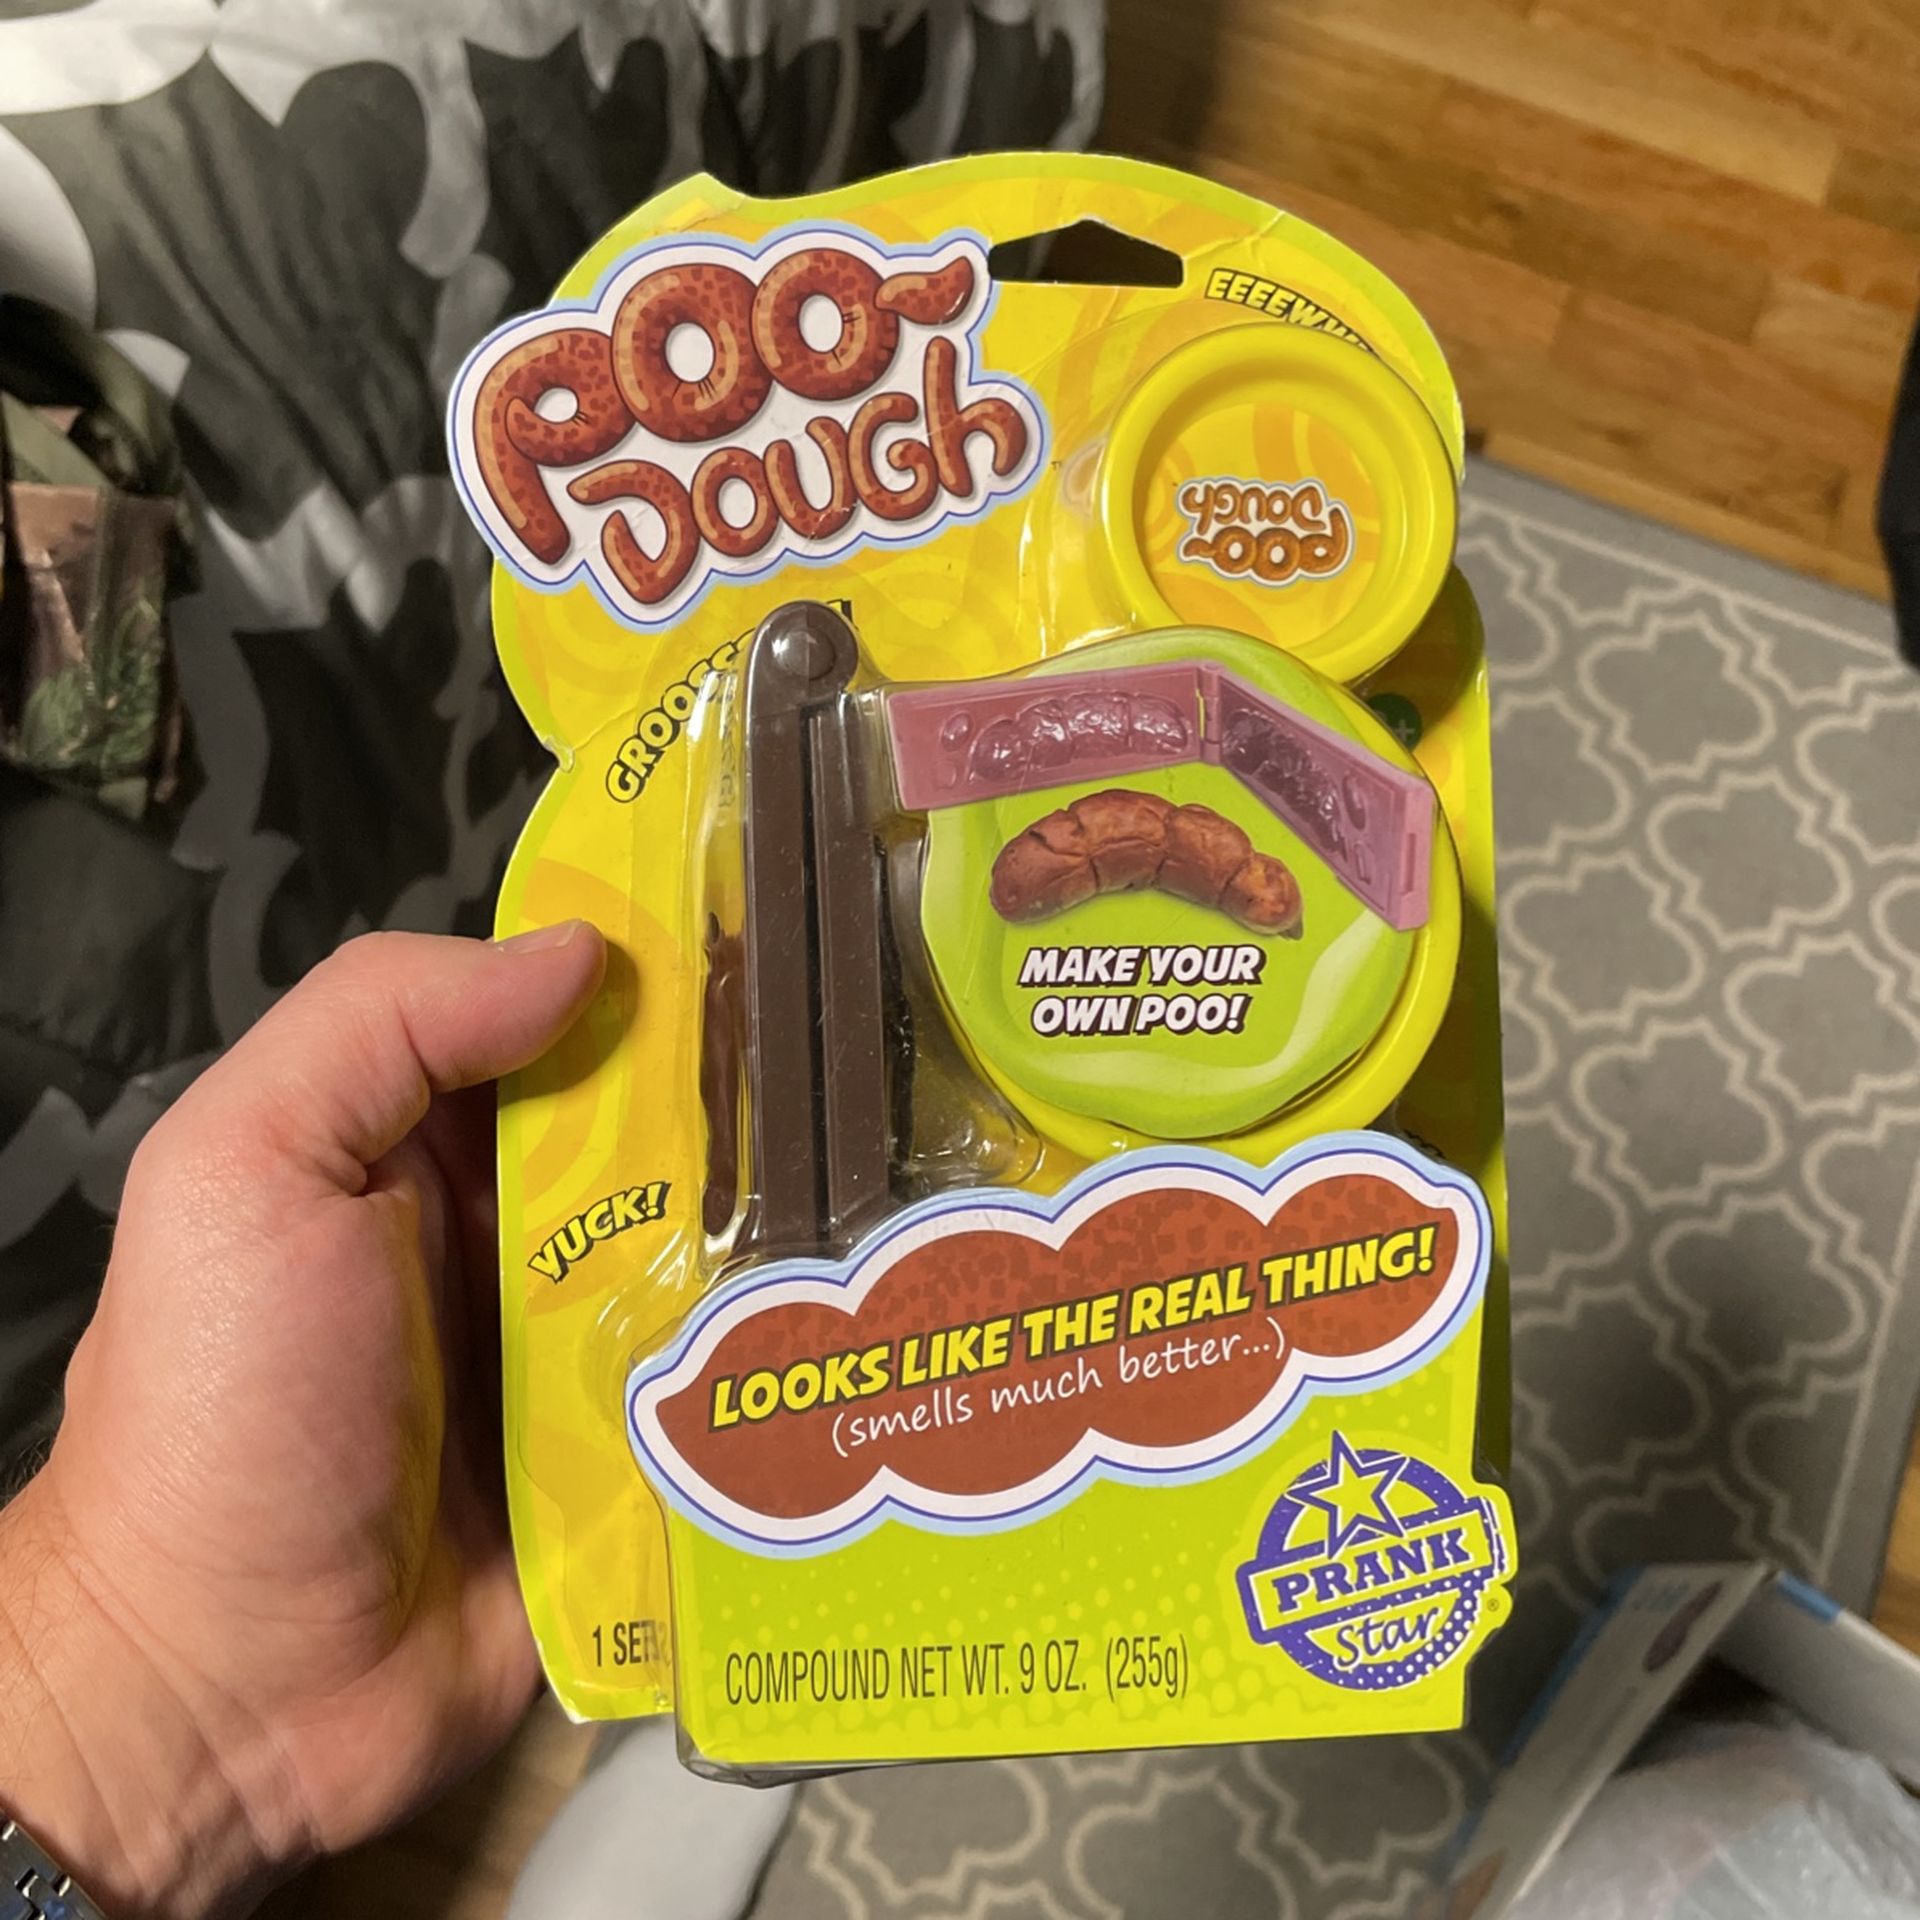 POO-
DOUGH
TM
POO-
DOUGH
MAKE YOUR
OWN POO!
YUCK!
LOOKS LIKE THE REAL THING!
(smells much better...)
PRANK
Star
®
COMPOUND NET WT. 9 OZ. (255g)